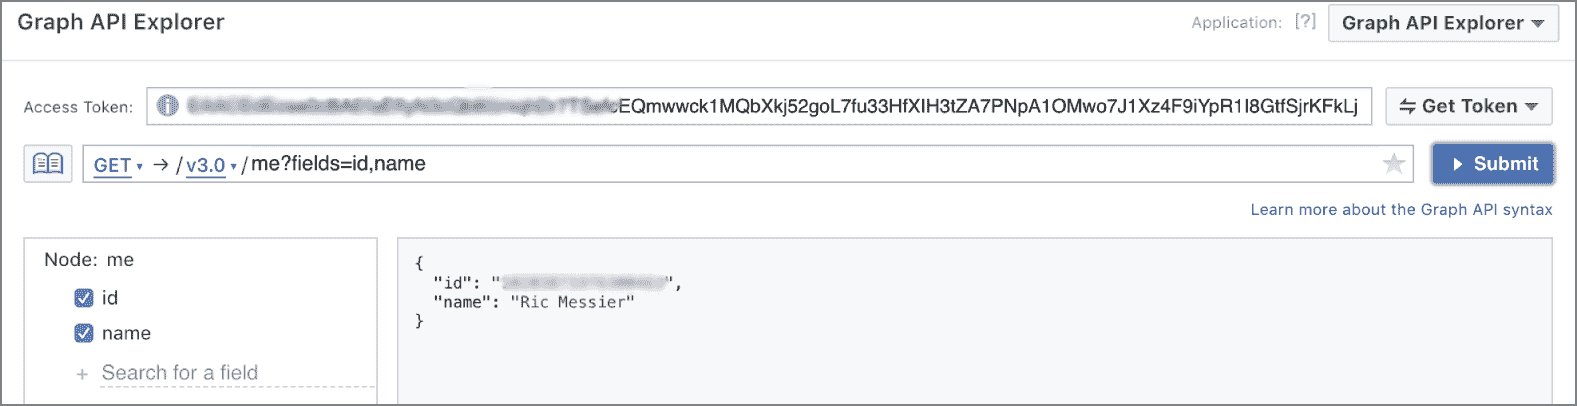 Graph API Explorer
Application: [?] Graph API Explorer
Access Token: EQmwwck1MQbXkj52goL7fu33HfXIH3tZA7PNpA1OMwo7J1Xz4F9iYpR1I8GtfSjrKFkLj Get Token
GET → / v3.0 / me?fields=id,name Submit
Learn more about the Graph API syntax
Node: me
id
name
+ Search for a field
{
"id": "",
"name": "Ric Messier"
}